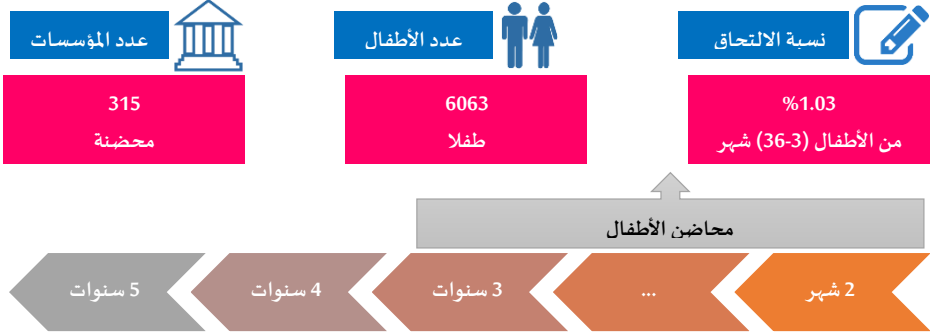 نسبة الالتحاق
%1.03
من الأطفال (3-36) شهر
عدد الأطفال
6063
طفلا
عدد المؤسسات
315
محضنة
محاضن الأطفال
2 شهر
...
3 سنوات
4 سنوات
5 سنوات